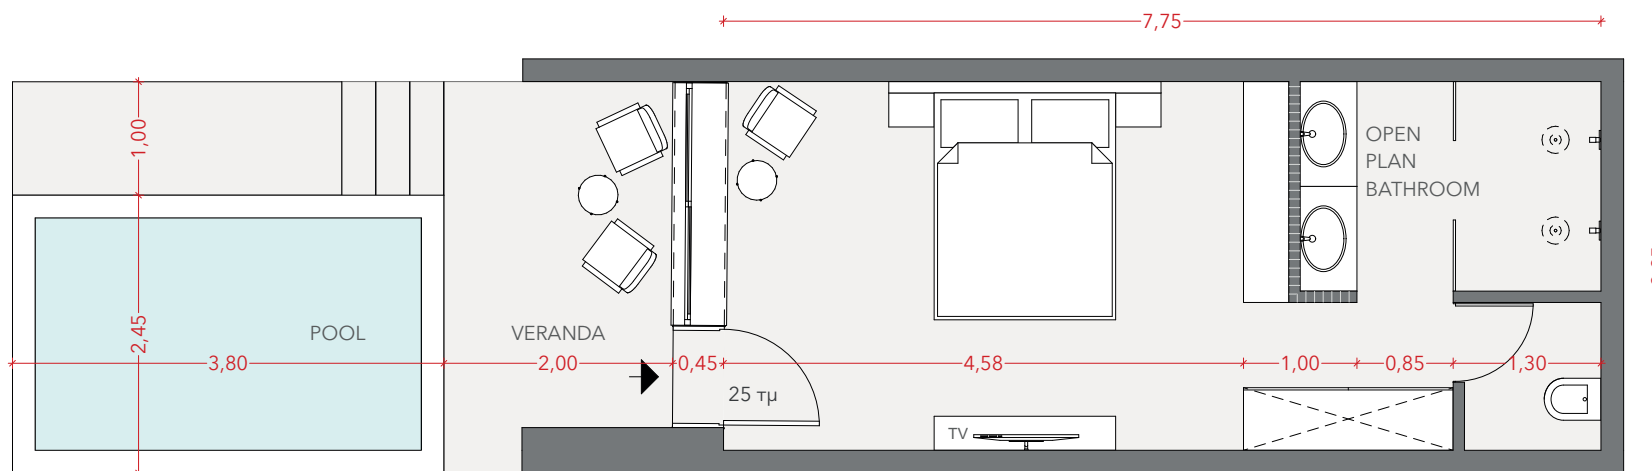 7,75
1,00
OPEN
PLAN
BATHROOM
2,45
POOL
VERANDA
3,80
2,00
0,45
4,58
1,00
0,85
1,30
25 τμ
TV